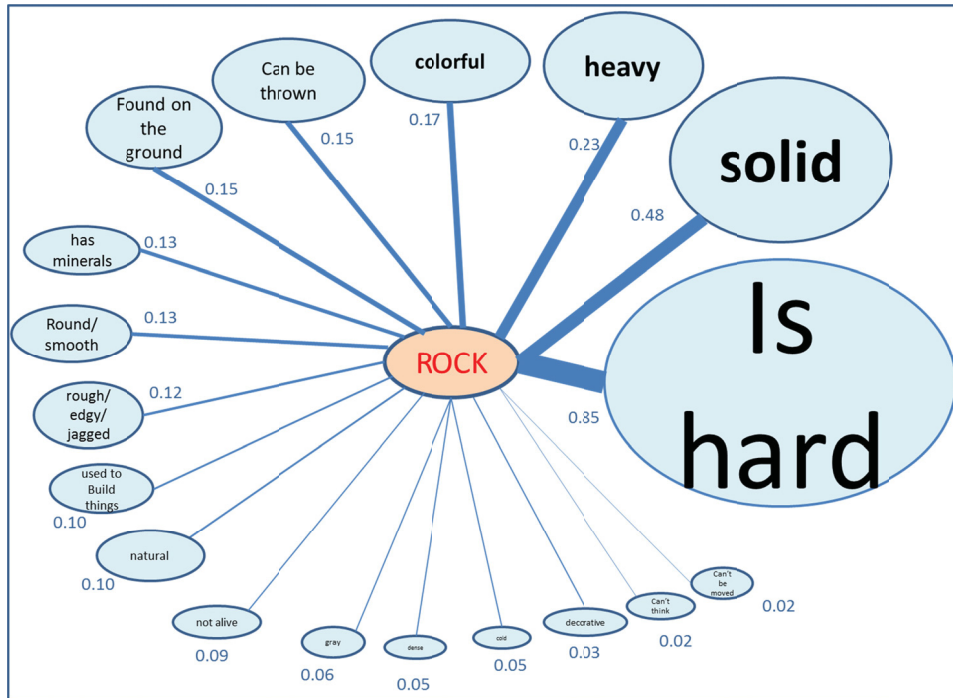 Can be
thrown
colorful
heavy
Found on
the
ground
solid
0.15
0.17
0.23
0.15
0.48
has
minerals
0.13
Is
hard
Round/
smooth
0.13
ROCK
rough/
edgy/
jagged
0.12
0.85
used to
Build
things
0.10
natural
0.10
not alive
0.09
gray
0.06
dense
0.05
cold
0.05
decorative
0.03
Can't
think
0.02
Can't
be
moved
0.02